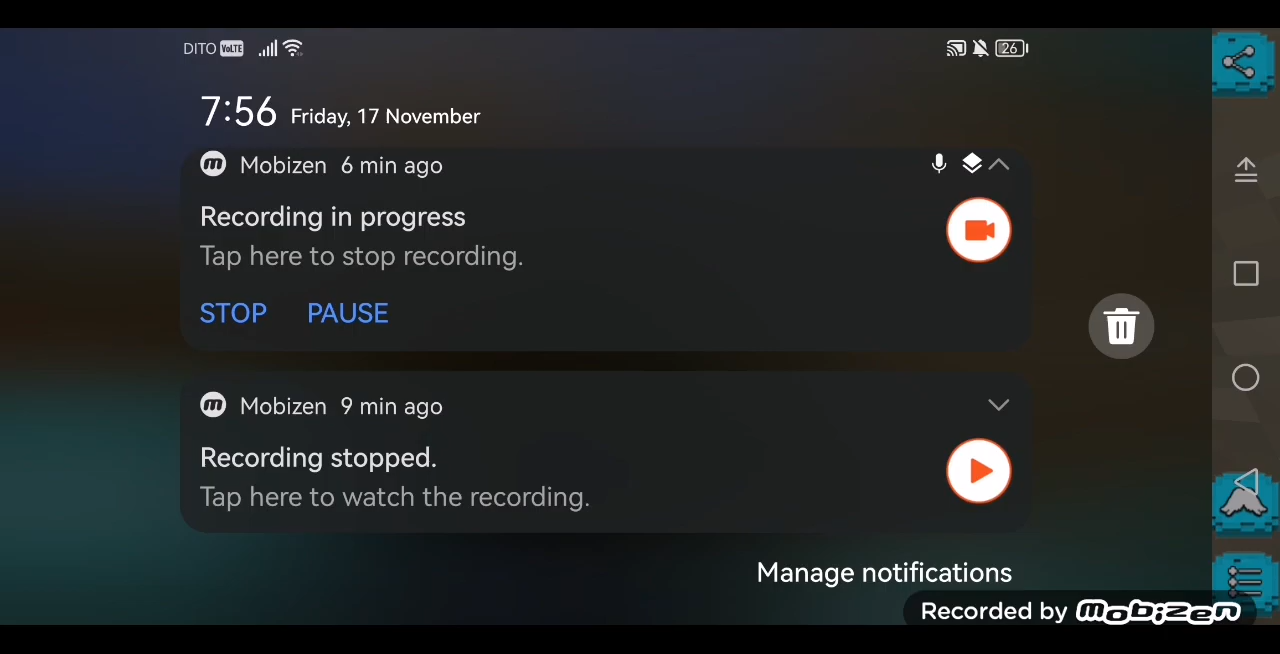 DITO VoLTE 26
7:56 Friday, 17 November
Mobizen 6 min ago
Recording in progress
Tap here to stop recording.
STOP PAUSE
Mobizen 9 min ago
Recording stopped.
Tap here to watch the recording.
Manage notifications
Recorded by Mobizen